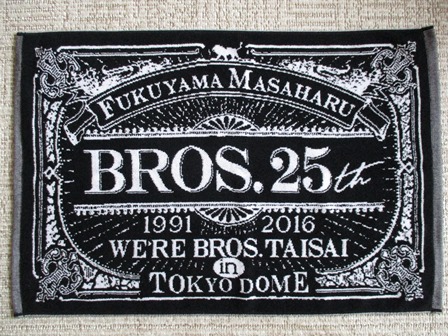 FUKUYAMA MASAHARU
BROS. 25th
1991 2016
WE'RE BROS. TAISAI
in
TOKYO DOME